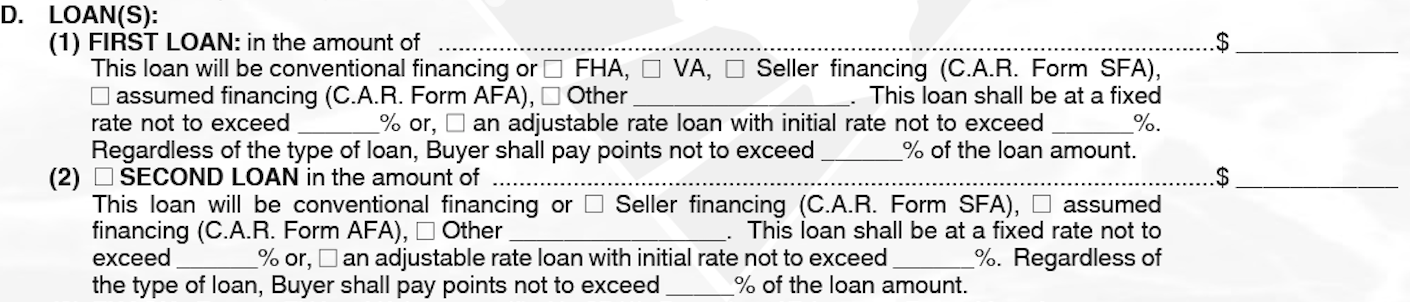 D. LOAN(S):
(1) FIRST LOAN: in the amount of ........................................................................................................................$ ____________
This loan will be conventional financing or ☐ FHA, ☐ VA, ☐ Seller financing (C.A.R. Form SFA),
☐ assumed financing (C.A.R. Form AFA), ☐ Other ________________. This loan shall be at a fixed
rate not to exceed ______% or, ☐ an adjustable rate loan with initial rate not to exceed ______%.
Regardless of the type of loan, Buyer shall pay points not to exceed ______% of the loan amount.
(2) ☐ SECOND LOAN in the amount of ................................................................................................................$ ____________
This loan will be conventional financing or ☐ Seller financing (C.A.R. Form SFA), ☐ assumed
financing (C.A.R. Form AFA), ☐ Other ________________. This loan shall be at a fixed rate not to
exceed ______% or, ☐ an adjustable rate loan with initial rate not to exceed ______%. Regardless of
the type of loan, Buyer shall pay points not to exceed _____% of the loan amount.